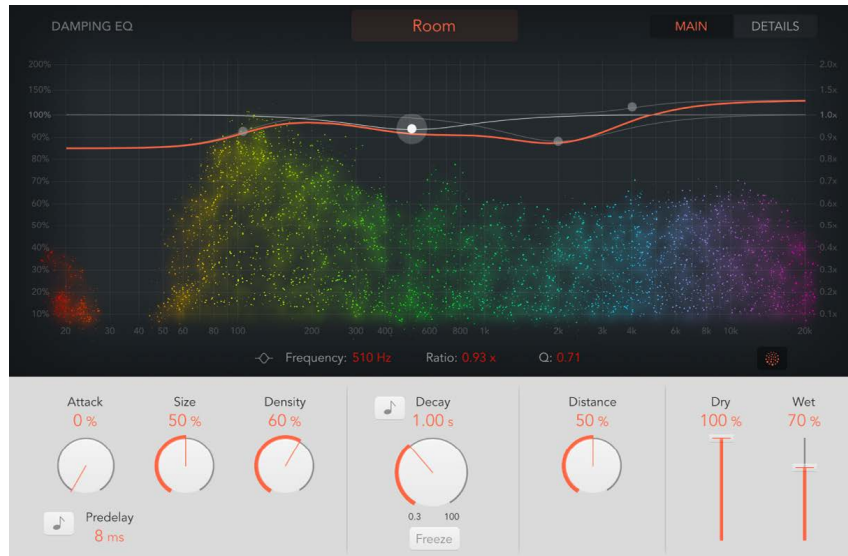 DAMPING EQ Room MAIN DETAILS
200% 2.0x
150% 1.5x
100% 1.0x
90% 0.9x
80% 0.8x
70% 0.7x
60% 0.6x
50% 0.5x
40% 0.4x
30% 0.3x
20% 0.2x
10% 0.1x
20 30 40 50 60 80 100 200 300 400 600 800 1k 2k 3k 4k 6k 8k 10k 20k
Frequency: 510 Hz Ratio: 0.93 x Q: 0.71
Attack Size Density Decay Distance Dry Wet
0 % 50 % 60 % 1.00 s 50 % 100 % 70 %
0.3 100
Predelay
8 ms
Freeze